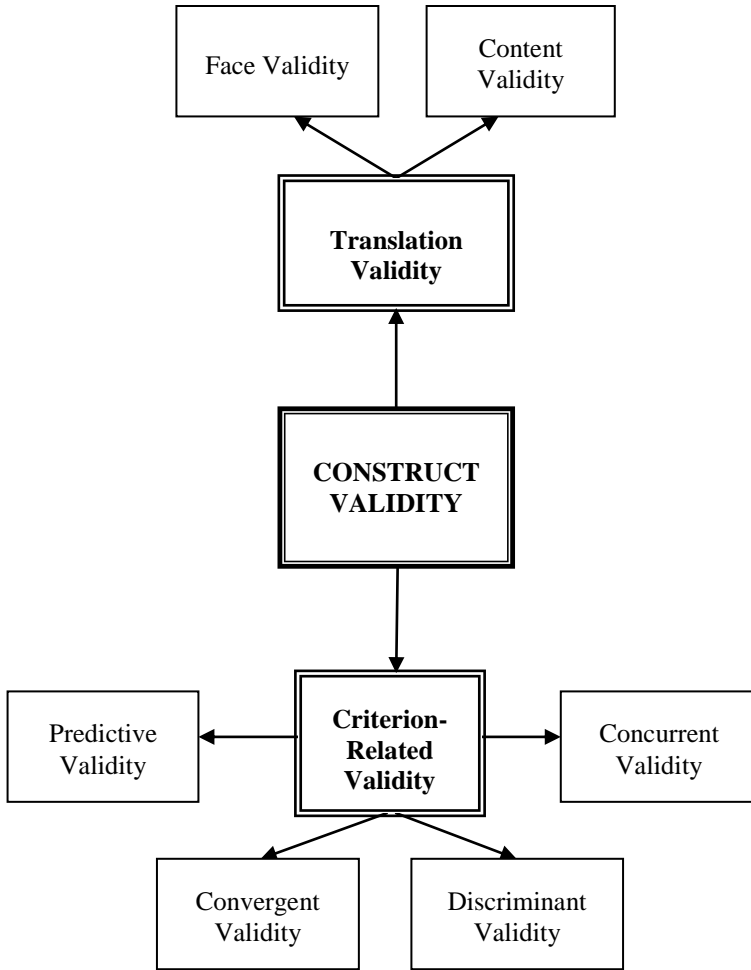 Face Validity
Content
Validity
Translation
Validity
CONSTRUCT
VALIDITY
Predictive
Validity
Criterion-
Related
Validity
Concurrent
Validity
Convergent
Validity
Discriminant
Validity